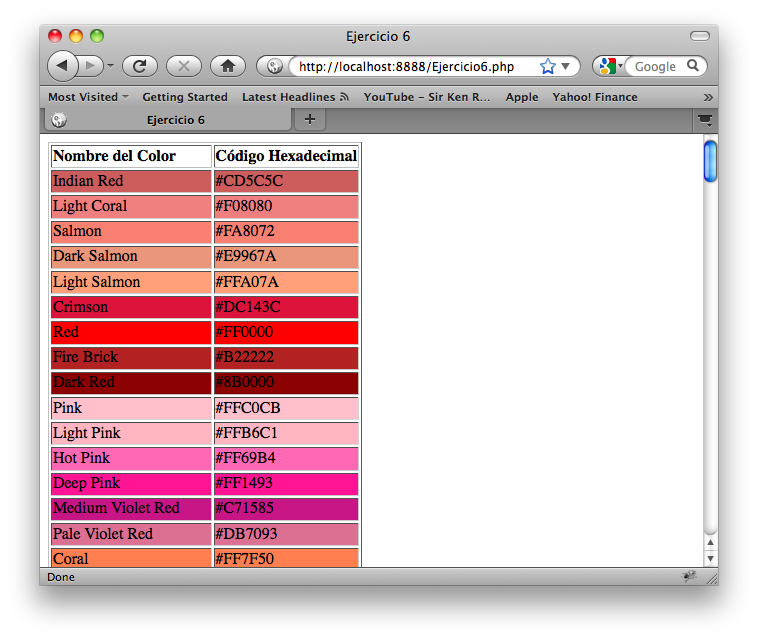 Ejercicio 6
http://localhost:8888/Ejercicio6.php
Google
Most Visited Getting Started Latest Headlines YouTube – Sir Ken R... Apple Yahoo! Finance »
Ejercicio 6 +
Nombre del Color Código Hexadecimal
Indian Red #CD5C5C
Light Coral #F08080
Salmon #FA8072
Dark Salmon #E9967A
Light Salmon #FFA07A
Crimson #DC143C
Red #FF0000
Fire Brick #B22222
Dark Red #8B0000
Pink #FFC0CB
Light Pink #FFB6C1
Hot Pink #FF69B4
Deep Pink #FF1493
Medium Violet Red #C71585
Pale Violet Red #DB7093
Coral #FF7F50
Done